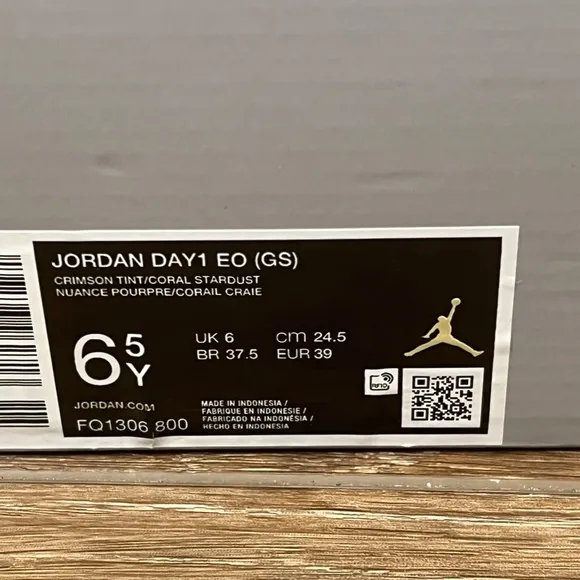 JORDAN DAY1 EO (GS)
CRIMSON TINT/CORAL STARDUST
NUANCE POURPRE/CORAIL CRAIE
6 5Y
UK 6 cm 24.5
BR 37.5 EUR 39
JORDAN.COM
FQ1306 800
MADE IN INDONESIA /
FABRIQUE EN INDONESIE /
FABRICADO NA INDONÉSIA /
HECHO EN INDONESIA
RFID